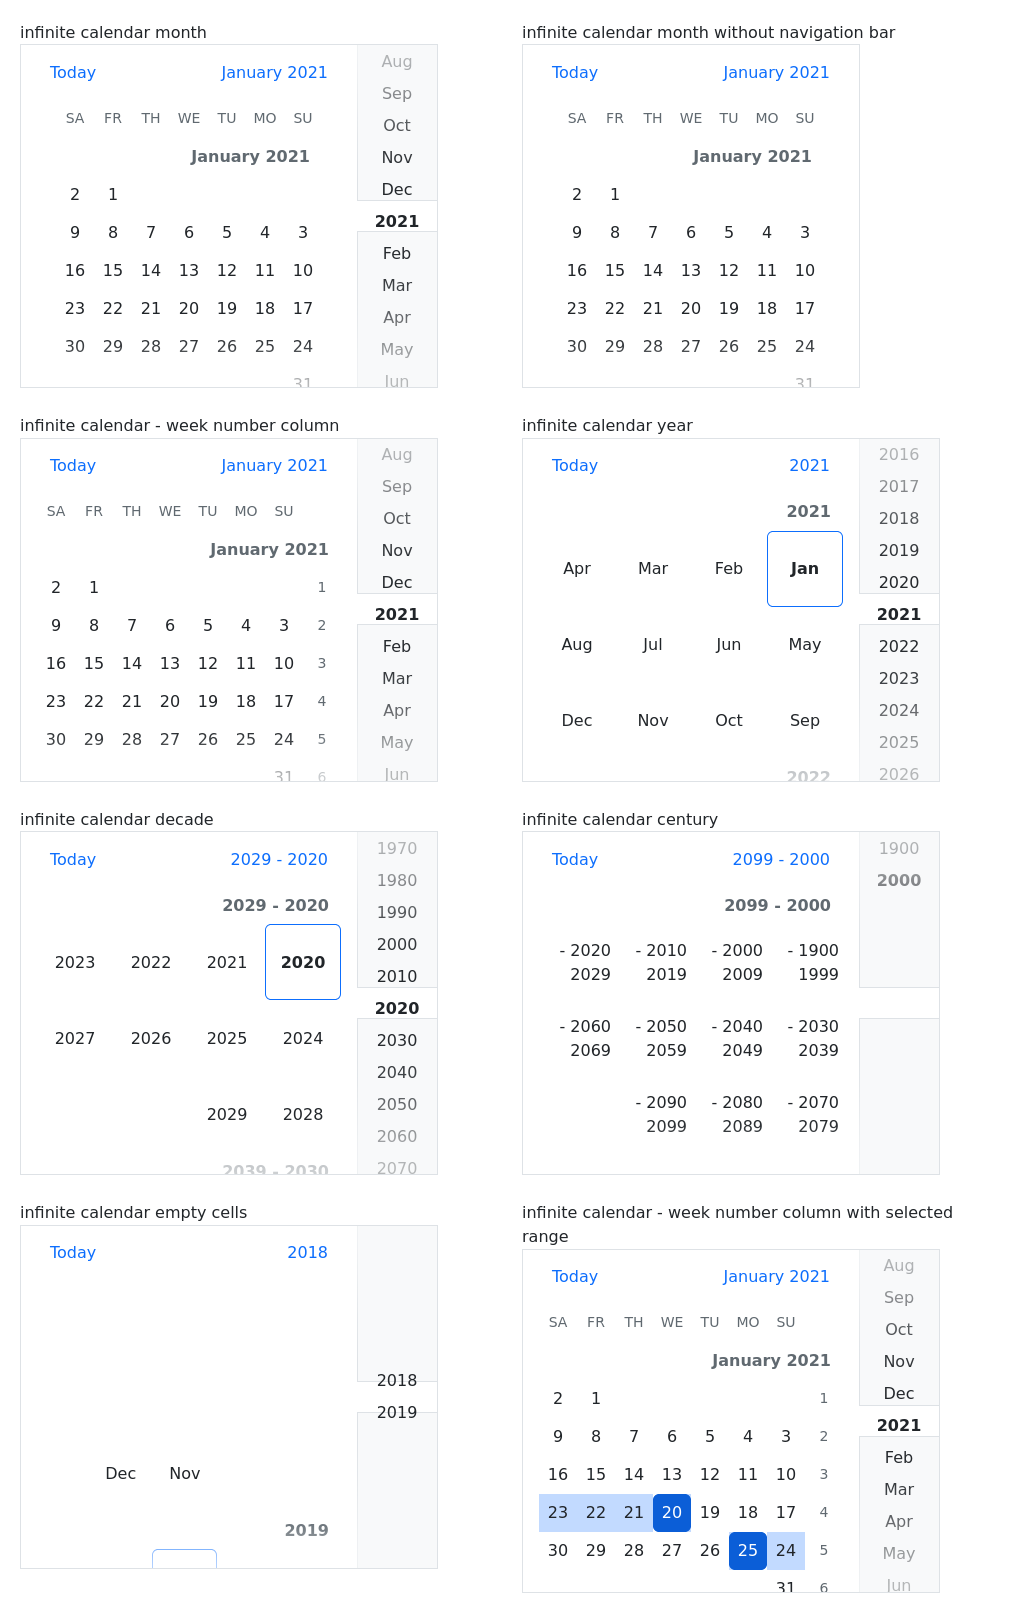 infinite calendar month
Today January 2021
SA FR TH WE TU MO SU
January 2021
2 1
9 8 7 6 5 4 3
16 15 14 13 12 11 10
23 22 21 20 19 18 17
30 29 28 27 26 25 24
31
Aug
Sep
Oct
Nov
Dec
2021
Feb
Mar
Apr
May
Jun
infinite calendar month without navigation bar
Today January 2021
SA FR TH WE TU MO SU
January 2021
2 1
9 8 7 6 5 4 3
16 15 14 13 12 11 10
23 22 21 20 19 18 17
30 29 28 27 26 25 24
31
infinite calendar - week number column
Today January 2021
SA FR TH WE TU MO SU
January 2021
2 1 1
9 8 7 6 5 4 3 2
16 15 14 13 12 11 10 3
23 22 21 20 19 18 17 4
30 29 28 27 26 25 24 5
31 6
Aug
Sep
Oct
Nov
Dec
2021
Feb
Mar
Apr
May
Jun
infinite calendar year
Today 2021
2021
Apr Mar Feb Jan
Aug Jul Jun May
Dec Nov Oct Sep
2022
2016
2017
2018
2019
2020
2021
2022
2023
2024
2025
2026
infinite calendar decade
Today 2029 - 2020
2029 - 2020
2023 2022 2021 2020
2027 2026 2025 2024
2029 2028
2039 - 2030
1970
1980
1990
2000
2010
2020
2030
2040
2050
2060
2070
infinite calendar century
Today 2099 - 2000
2099 - 2000
- 2020 - 2010 - 2000 - 1900
2029 2019 2009 1999
- 2060 - 2050 - 2040 - 2030
2069 2059 2049 2039
- 2090 - 2080 - 2070
2099 2089 2079
1900
2000
infinite calendar empty cells
Today 2018
Dec Nov
2019
2018
2019
infinite calendar - week number column with selected
range
Today January 2021
SA FR TH WE TU MO SU
January 2021
2 1 1
9 8 7 6 5 4 3 2
16 15 14 13 12 11 10 3
23 22 21 20 19 18 17 4
30 29 28 27 26 25 24 5
31 6
Aug
Sep
Oct
Nov
Dec
2021
Feb
Mar
Apr
May
Jun